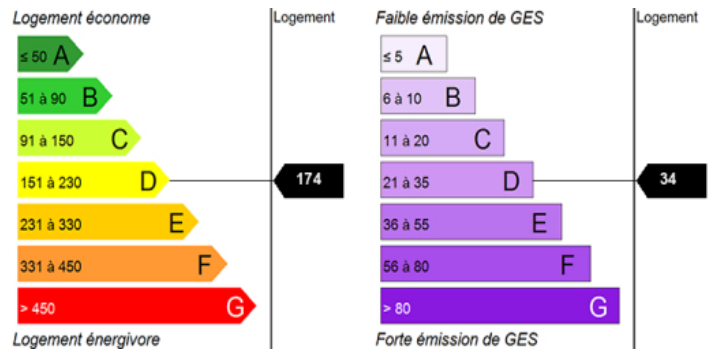 Logement économe
Logement
≤ 50 A
51 à 90 B
91 à 150 C
151 à 230 D
174
231 à 330 E
331 à 450 F
> 450 G
Logement énergivore
Faible émission de GES
Logement
≤ 5 A
6 à 10 B
11 à 20 C
21 à 35 D
34
36 à 55 E
56 à 80 F
> 80 G
Forte émission de GES